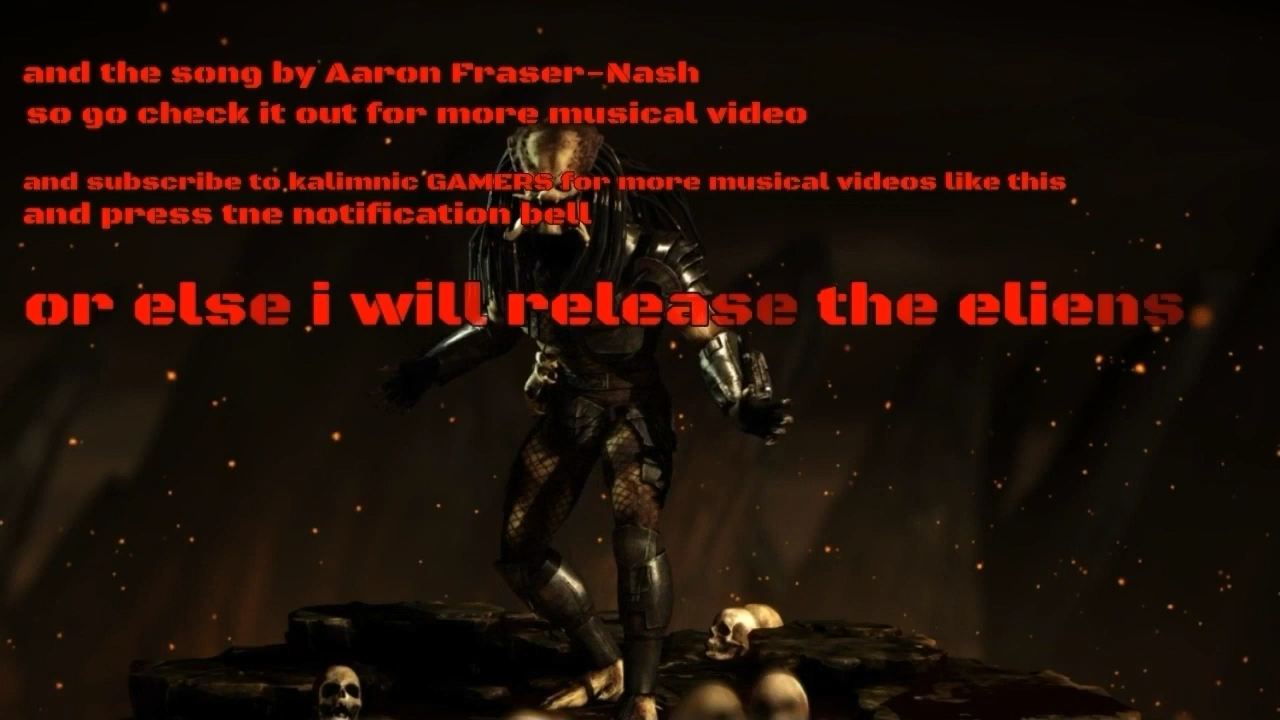 and the song by Aaron Fraser-Nash
so go check it out for more musical video
and subscribe to kalimnic GAMERS for more musical videos like this
and press tne notification bell
or else i will release the eliens